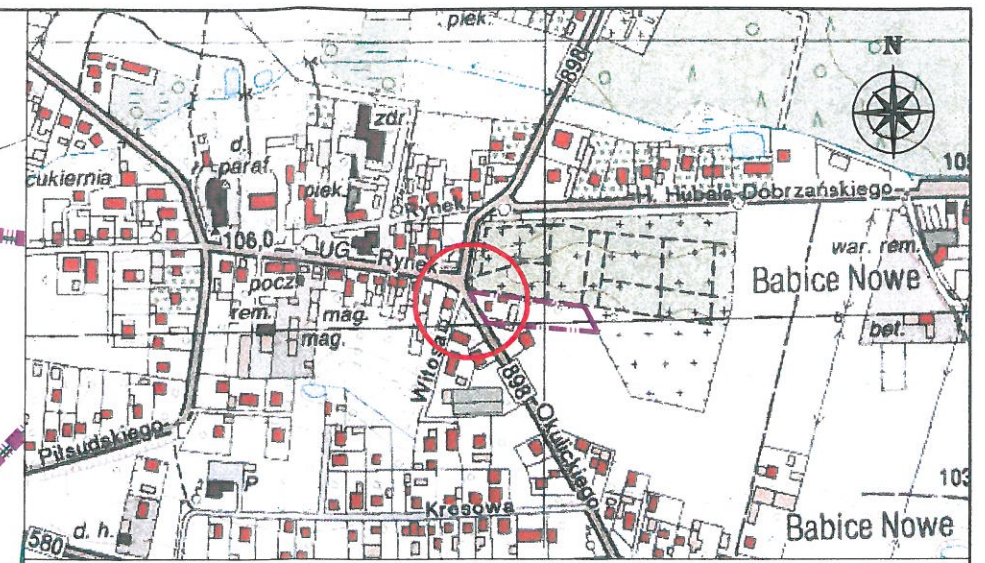 piek.
898
N
zdr
d.
paraf.
cukiernia
piek.
Rynek
H. Hubala-Dobrzańskiego
106,0
UG
Rynek
war. rem.
Babice Nowe
poczt
rem.
mag.
mag.
bet.
Witosa
898
Okulickiego
Piłsudskiego
P
Kresowa
103
Babice Nowe
d. h.
580